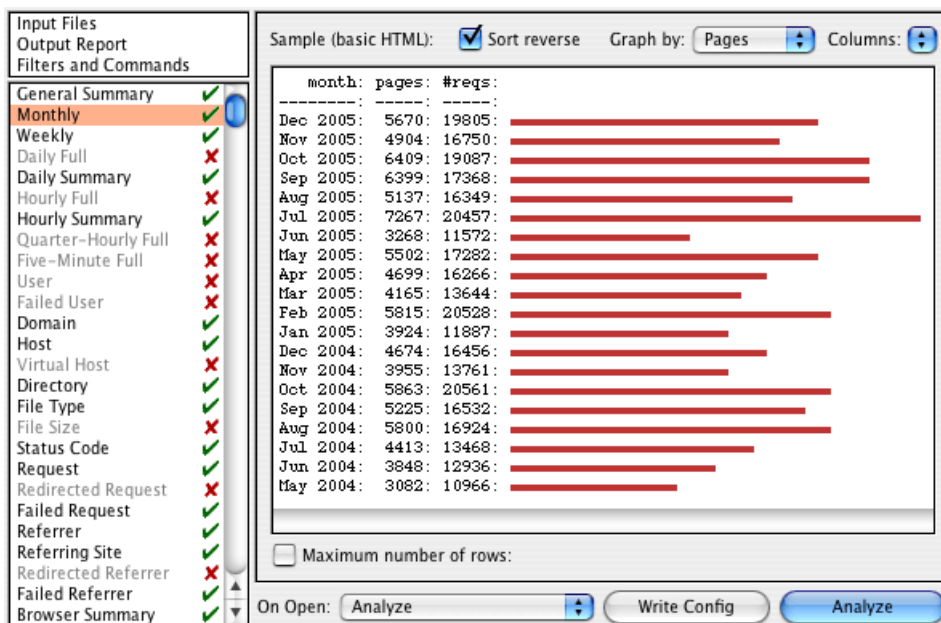 Input Files
Output Report
Filters and Commands
General Summary
Monthly
Weekly
Daily Full
Daily Summary
Hourly Full
Hourly Summary
Quarter-Hourly Full
Five-Minute Full
User
Failed User
Domain
Host
Virtual Host
Directory
File Type
File Size
Status Code
Request
Redirected Request
Failed Request
Referrer
Referring Site
Redirected Referrer
Failed Referrer
Browser Summary
Sample (basic HTML): Sort reverse Graph by: Pages Columns:
month: pages: #reqs:
--------: -----: -----:
Dec 2005: 5670: 19805:
Nov 2005: 4904: 16750:
Oct 2005: 6409: 19087:
Sep 2005: 6399: 17368:
Aug 2005: 5137: 16349:
Jul 2005: 7267: 20457:
Jun 2005: 3268: 11572:
May 2005: 5502: 17282:
Apr 2005: 4699: 16266:
Mar 2005: 4165: 13644:
Feb 2005: 5815: 20528:
Jan 2005: 3924: 11887:
Dec 2004: 4674: 16456:
Nov 2004: 3955: 13761:
Oct 2004: 5863: 20561:
Sep 2004: 5225: 16532:
Aug 2004: 5800: 16924:
Jul 2004: 4413: 13468:
Jun 2004: 3848: 12936:
May 2004: 3082: 10966:
Maximum number of rows:
On Open: Analyze Write Config Analyze